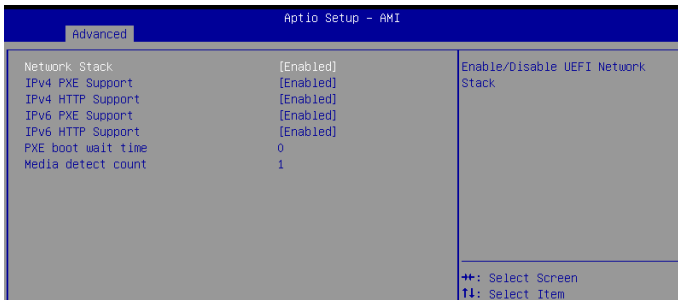 Aptio Setup – AMI
Advanced
Network Stack [Enabled]
IPv4 PXE Support [Enabled]
IPv4 HTTP Support [Enabled]
IPv6 PXE Support [Enabled]
IPv6 HTTP Support [Enabled]
PXE boot wait time 0
Media detect count 1
Enable/Disable UEFI Network
Stack
→←: Select Screen
↑↓: Select Item